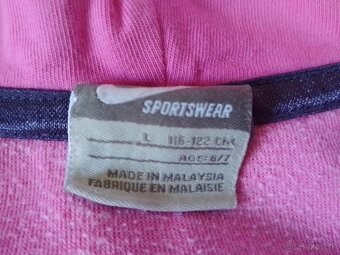 SPORTSWEAR
L 116-122 CM
AGE: 6/7
MADE IN MALAYSIA
FABRIQUE EN MALAISIE